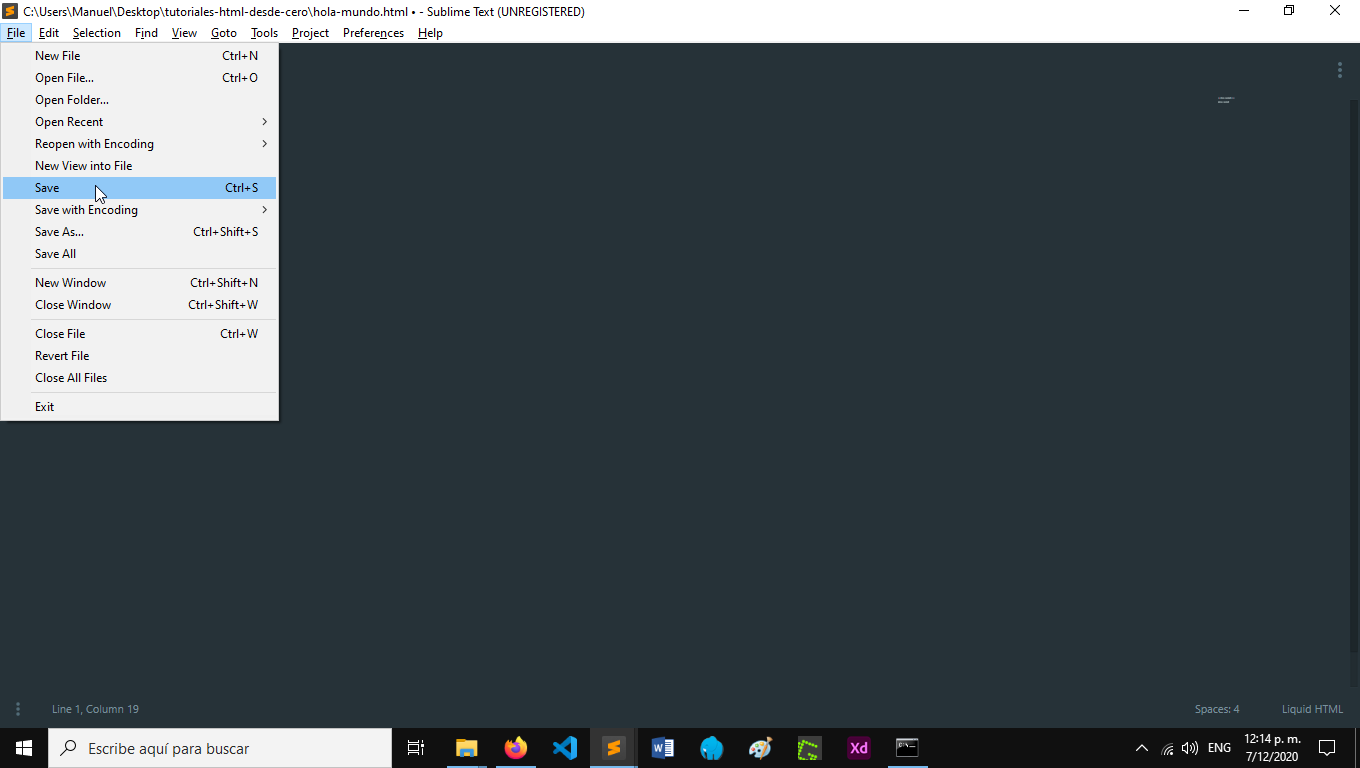 C:\Users\Manuel\Desktop\tutoriales-html-desde-cero\hola-mundo.html • - Sublime Text (UNREGISTERED)
File Edit Selection Find View Goto Tools Project Preferences Help
New File Ctrl+N
Open File... Ctrl+O
Open Folder...
Open Recent
Reopen with Encoding
New View into File
Save Ctrl+S
Save with Encoding
Save As... Ctrl+Shift+S
Save All
New Window Ctrl+Shift+N
Close Window Ctrl+Shift+W
Close File Ctrl+W
Revert File
Close All Files
Exit
Line 1, Column 19 Spaces: 4 Liquid HTML
Escribe aquí para buscar
Xd
ENG
12:14 p. m.
7/12/2020